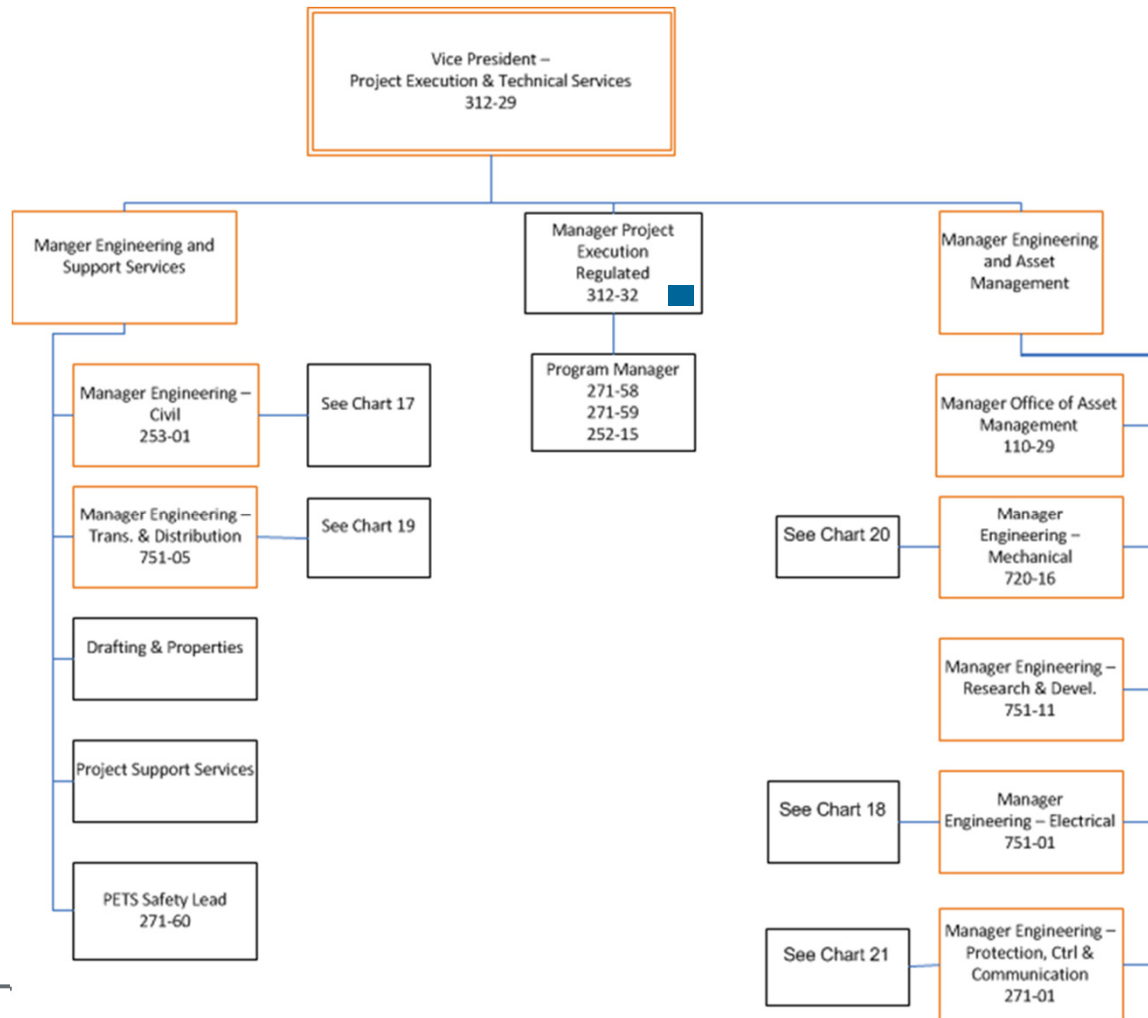 Vice President –
Project Execution & Technical Services
312-29
Manger Engineering and
Support Services
Manager Project
Execution
Regulated
312-32
Manager Engineering
and Asset
Management
Manager Engineering –
Civil
253-01
See Chart 17
Program Manager
271-58
271-59
252-15
Manager Office of Asset
Management
110-29
Manager Engineering –
Trans. & Distribution
751-05
See Chart 19
See Chart 20
Manager
Engineering –
Mechanical
720-16
Drafting & Properties
Manager Engineering –
Research & Devel.
751-11
Project Support Services
See Chart 18
Manager
Engineering – Electrical
751-01
PETS Safety Lead
271-60
See Chart 21
Manager Engineering –
Protection, Ctrl &
Communication
271-01